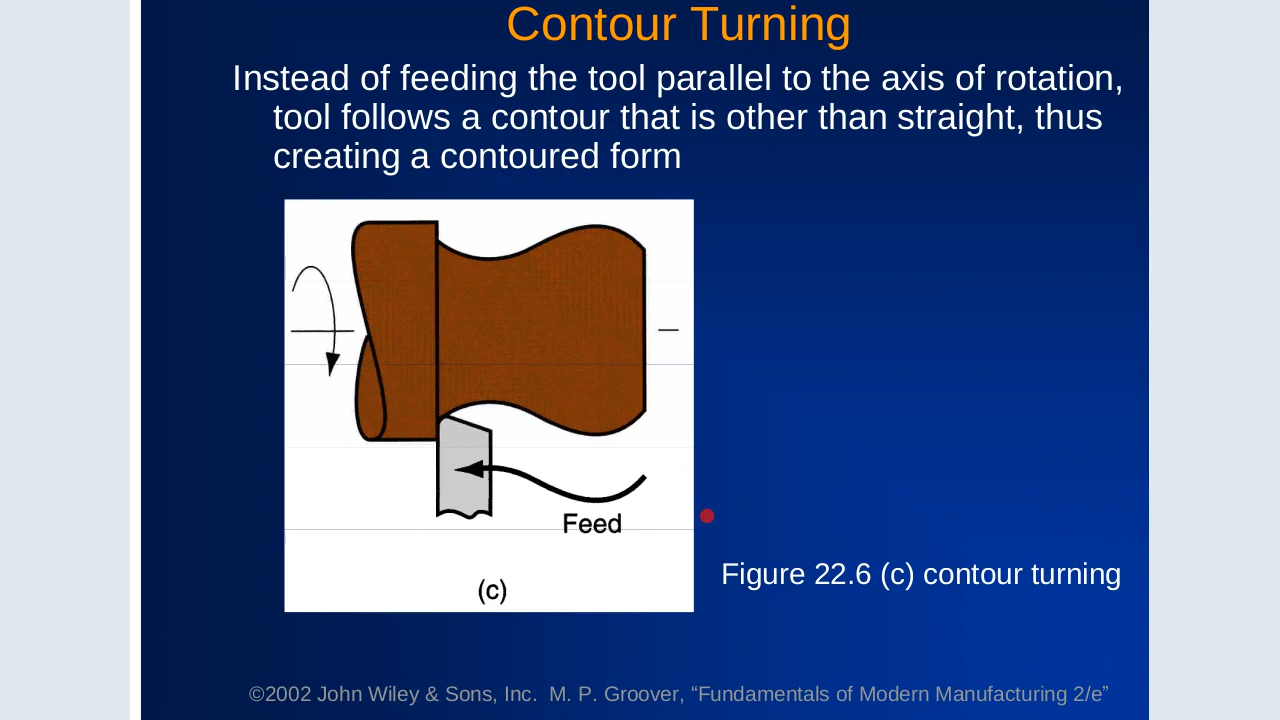 Contour Turning
Instead of feeding the tool parallel to the axis of rotation,
tool follows a contour that is other than straight, thus
creating a contoured form
Feed
(c)
Figure 22.6 (c) contour turning
©2002 John Wiley & Sons, Inc.  M. P. Groover, “Fundamentals of Modern Manufacturing 2/e”